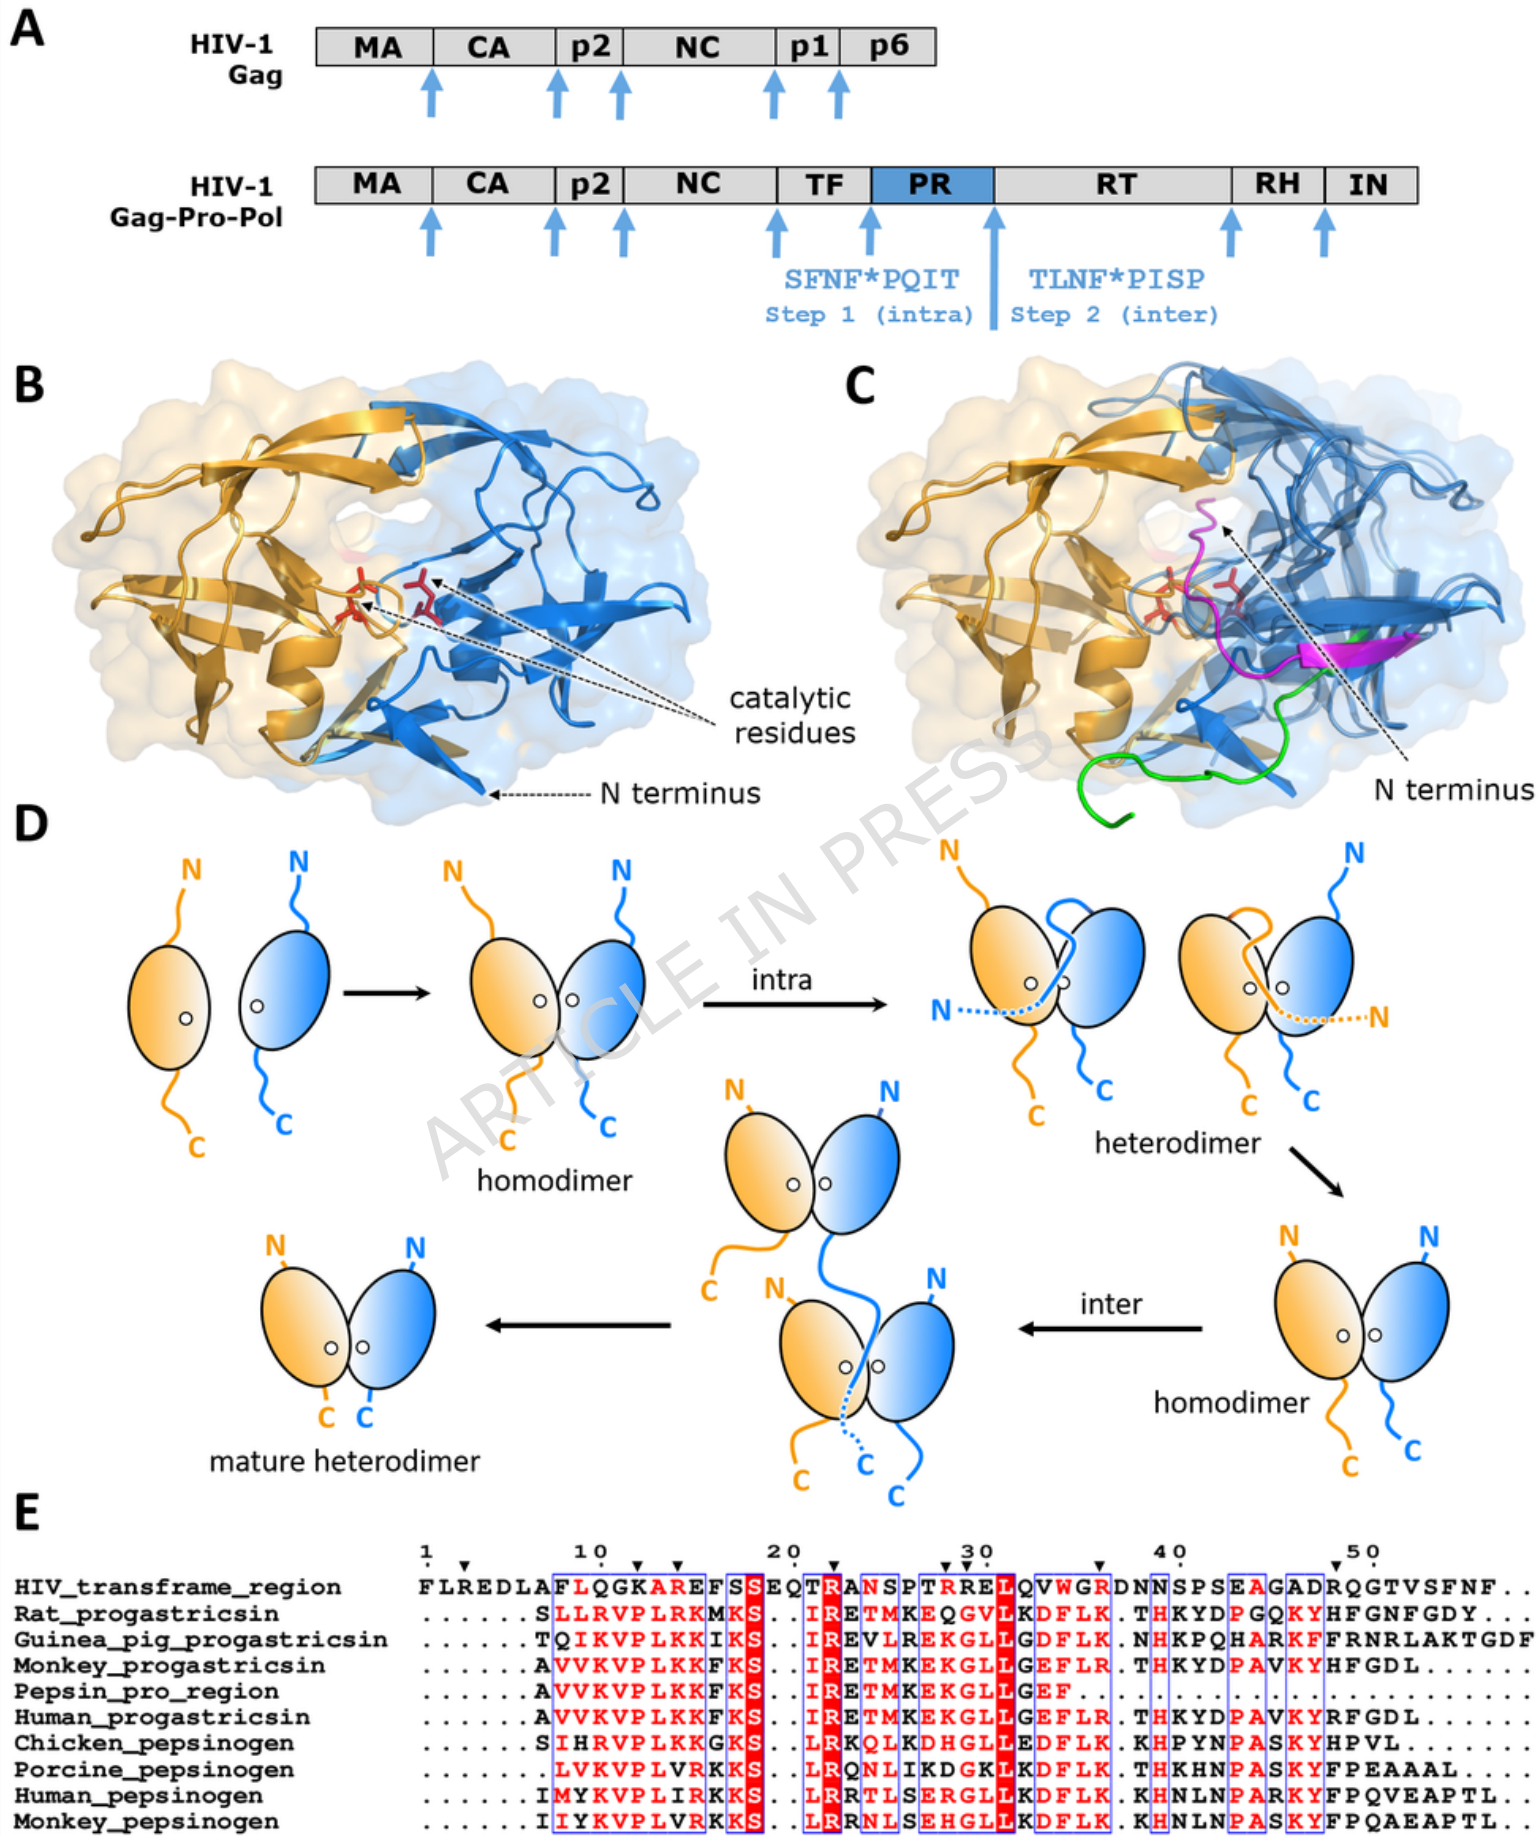 A
HIV-1
Gag
MA CA p2 NC p1 p6
HIV-1
Gag-Pro-Pol
MA CA p2 NC TF PR RT RH IN
SFNF*PQIT TLNF*PISP
Step 1 (intra) Step 2 (inter)
B
catalytic
residues
N terminus
C
N terminus
D
N N
C C
N N
C C
homodimer
intra
N
N
C C
N
N
C C
heterodimer
N N
C
N N
C C C
inter
N N
C C
homodimer
N N
C C
mature heterodimer
ARTICLE IN PRESS
E
1 10 20 30 40 50
HIV_transframe_region FLREDLAFLQGKAREFSSEQTRANSPTRRELQVWGRDNNSPSEAGADRQGTVSFNF..
Rat_progastricsin ......SLLRVPLRKMKS..IRETMKEQGVLKDFLK.THKYDPGQKYHFGNFGDY...
Guinea_pig_progastricsin ......TQIKVPLKKIKS..IREVLREKGLLGDFLK.NHKPQHARKFFRNRLAKTGDF
Monkey_progastricsin ......AVVKVPLKKFKS..IRETMKEKGLLGEFLR.THKYDPAVKYHFGDL......
Pepsin_pro_region ......AVVKVPLKKFKS..IRETMKEKGLLGEF........................
Human_progastricsin ......AVVKVPLKKFKS..IRETMKEKGLLGEFLR.THKYDPAVKYRFGDL......
Chicken_pepsinogen ......SIHRVPLKKGKS..LRKQLKDHGLLEDFLK.KHPYNPASKYHPVL.......
Porcine_pepsinogen .......LVKVPLVRKKS..LRQNLIKDGKLKDFLK.THKHNPASKYFPEAAAL....
Human_pepsinogen ......IMYKVPLIRKKS..LRRTLSERGLLKDFLK.KHNLNPARKYFPQVEAPTL..
Monkey_pepsinogen ......IIYKVPLVRKKS..LRRNLSEHGLLKDFLK.KHNLNPASKYFPQAEAPTL..